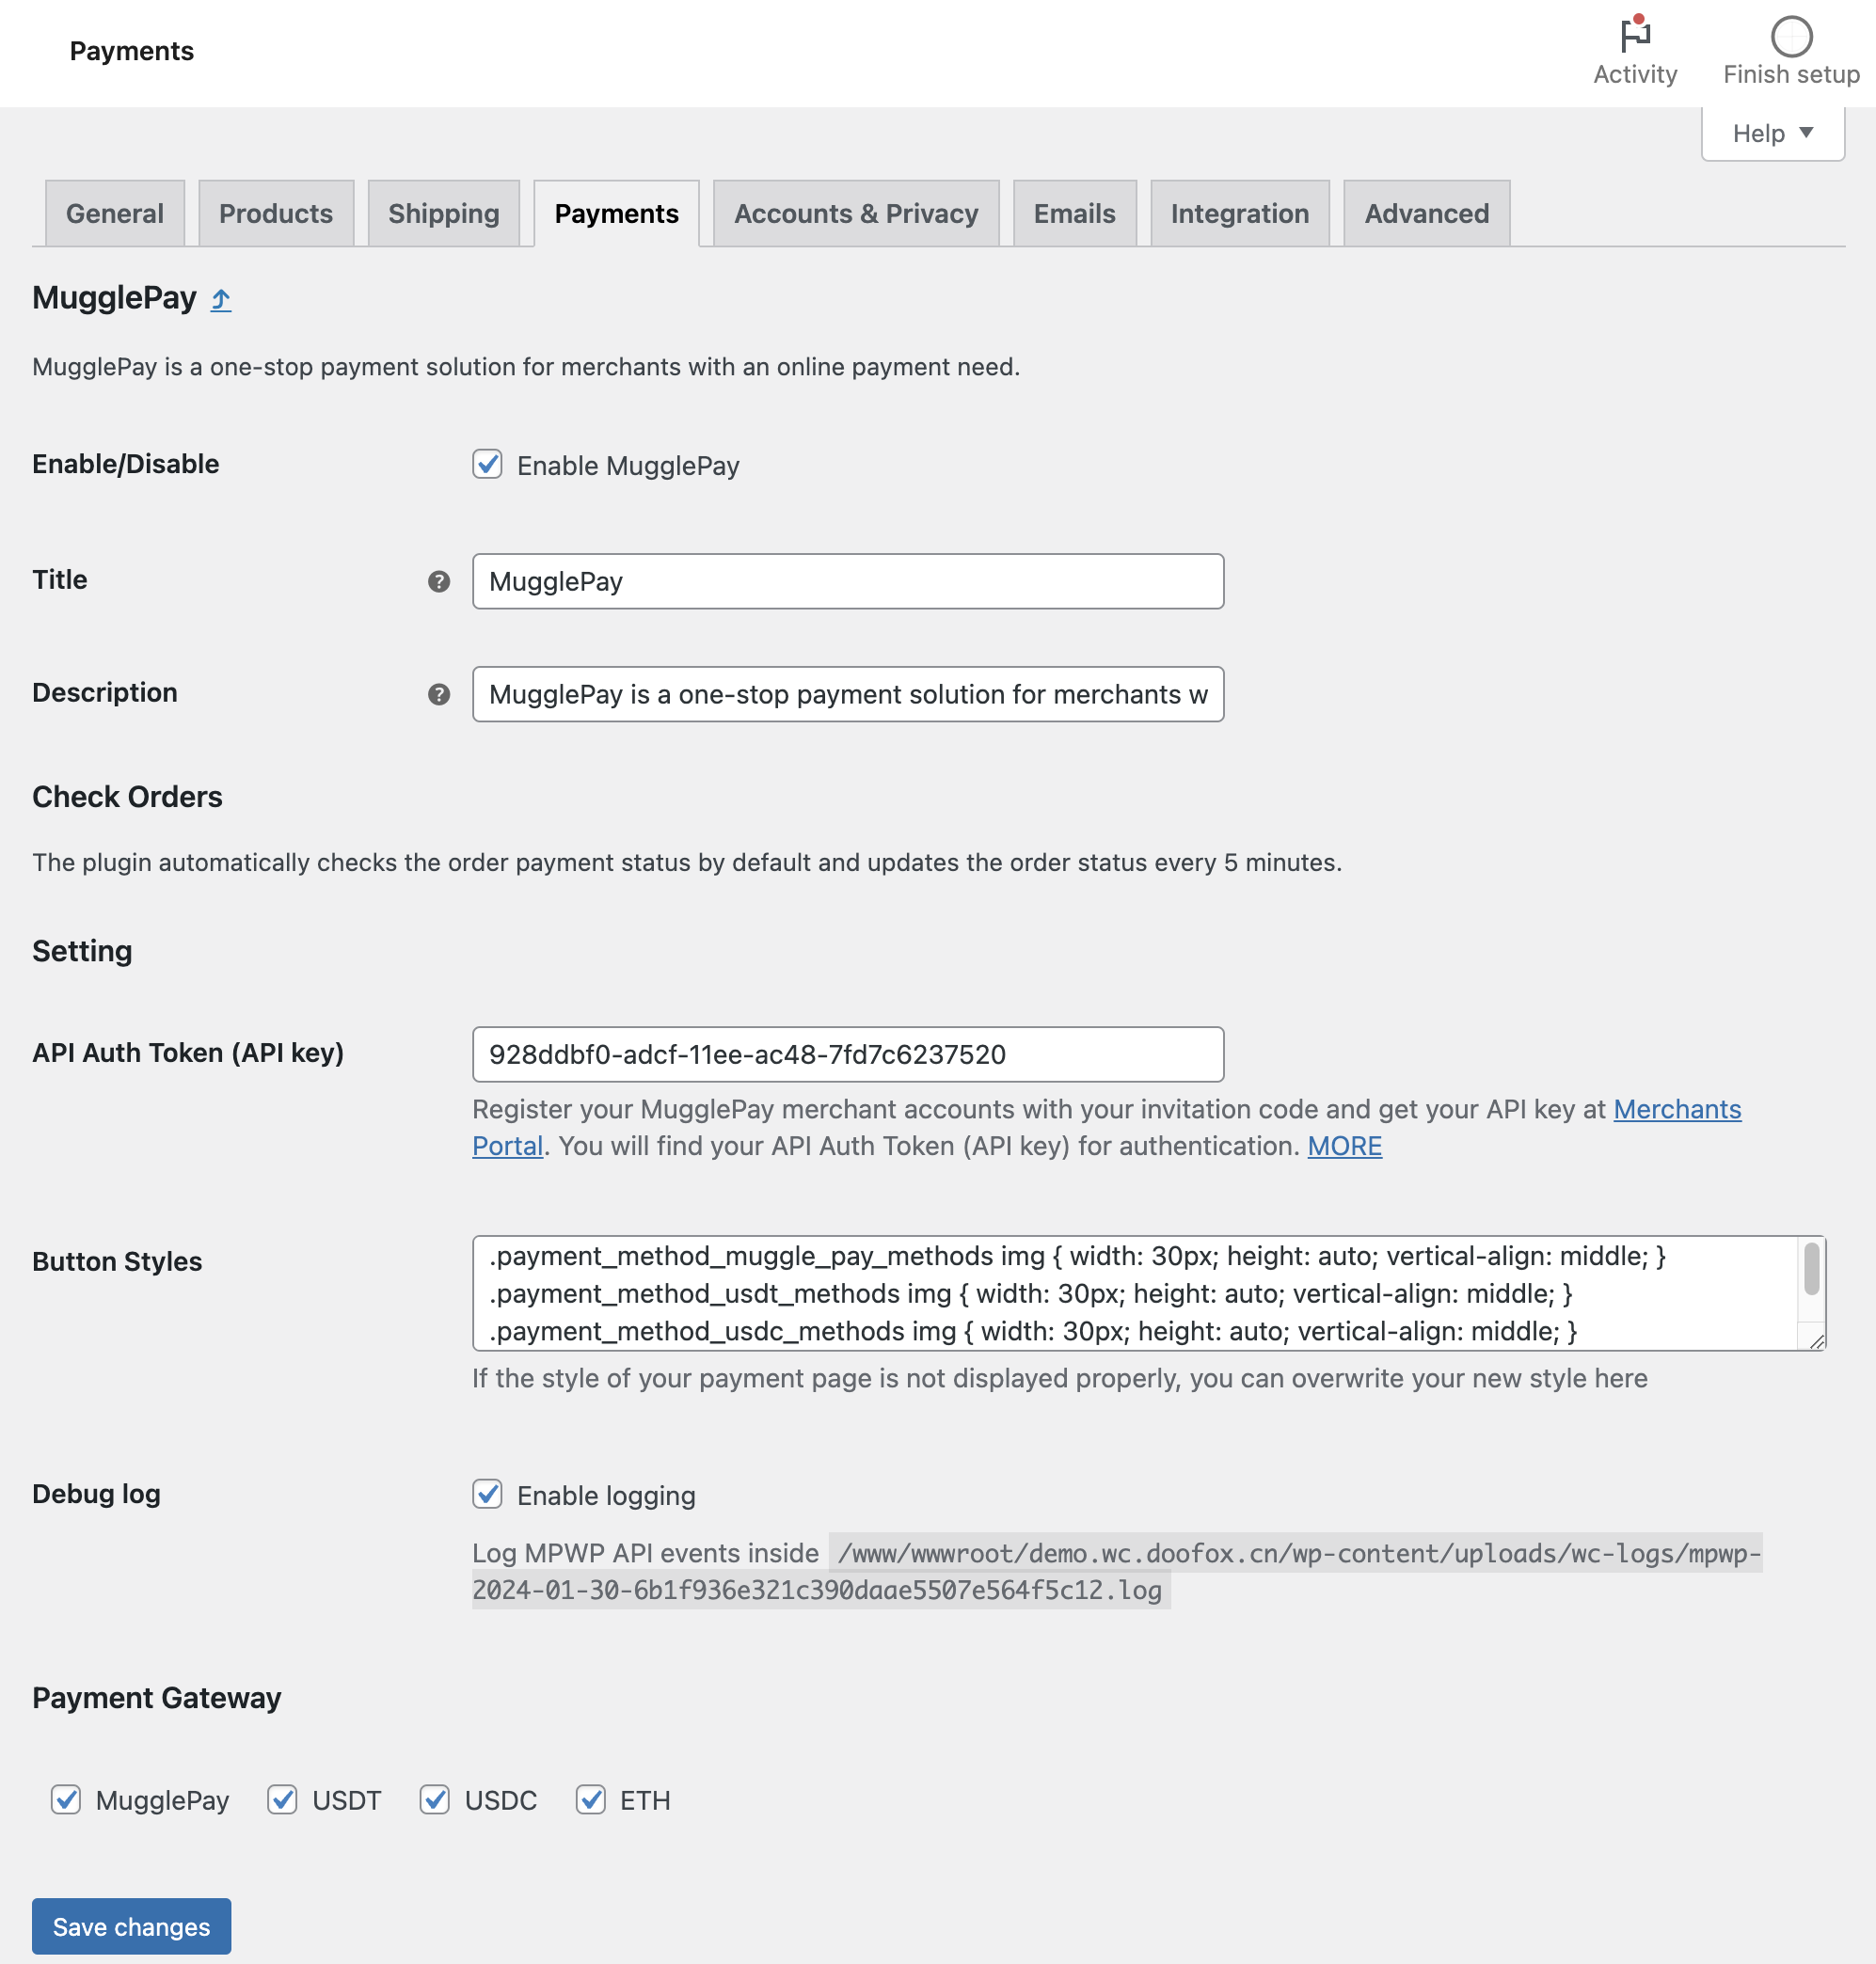 Payments
Activity
Finish setup
Help
General
Products
Shipping
Payments
Accounts & Privacy
Emails
Integration
Advanced
MugglePay
MugglePay is a one-stop payment solution for merchants with an online payment need.
Enable/Disable
Enable MugglePay
Title
MugglePay
Description
MugglePay is a one-stop payment solution for merchants w
Check Orders
The plugin automatically checks the order payment status by default and updates the order status every 5 minutes.
Setting
API Auth Token (API key)
928ddbf0-adcf-11ee-ac48-7fd7c6237520
Register your MugglePay merchant accounts with your invitation code and get your API key at Merchants
Portal. You will find your API Auth Token (API key) for authentication. MORE
Button Styles
.payment_method_muggle_pay_methods img { width: 30px; height: auto; vertical-align: middle; }
.payment_method_usdt_methods img { width: 30px; height: auto; vertical-align: middle; }
.payment_method_usdc_methods img { width: 30px; height: auto; vertical-align: middle; }
If the style of your payment page is not displayed properly, you can overwrite your new style here
Debug log
Enable logging
Log MPWP API events inside /www/wwwroot/demo.wc.doofox.cn/wp-content/uploads/wc-logs/mpwp-
2024-01-30-6b1f936e321c390daae5507e564f5c12.log
Payment Gateway
MugglePay
USDT
USDC
ETH
Save changes